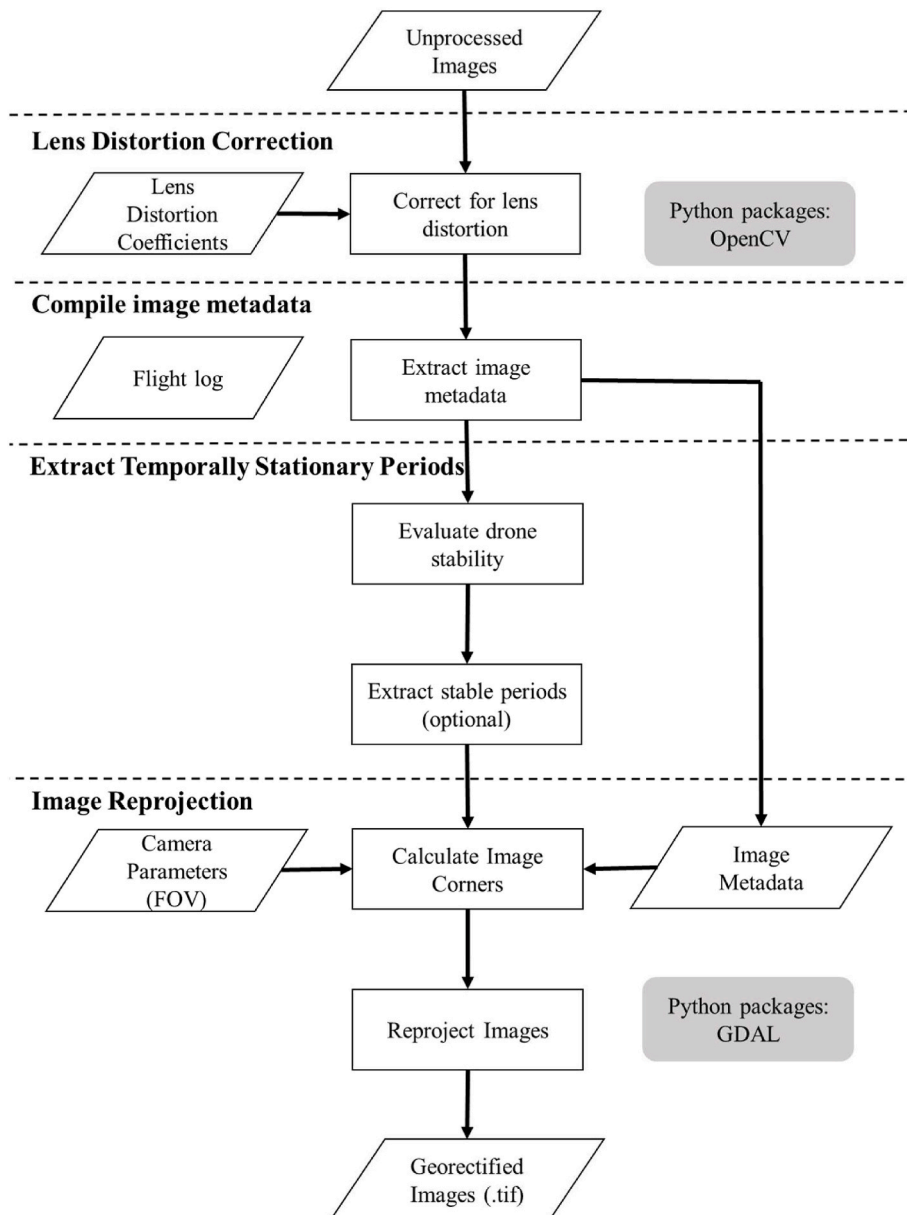 Unprocessed
Images
Lens Distortion Correction
Lens
Distortion
Coefficients
Correct for lens
distortion
Python packages:
OpenCV
Compile image metadata
Flight log
Extract image
metadata
Extract Temporally Stationary Periods
Evaluate drone
stability
Extract stable periods
(optional)
Image Reprojection
Camera
Parameters
(FOV)
Calculate Image
Corners
Image
Metadata
Reproject Images
Python packages:
GDAL
Georectified
Images (.tif)